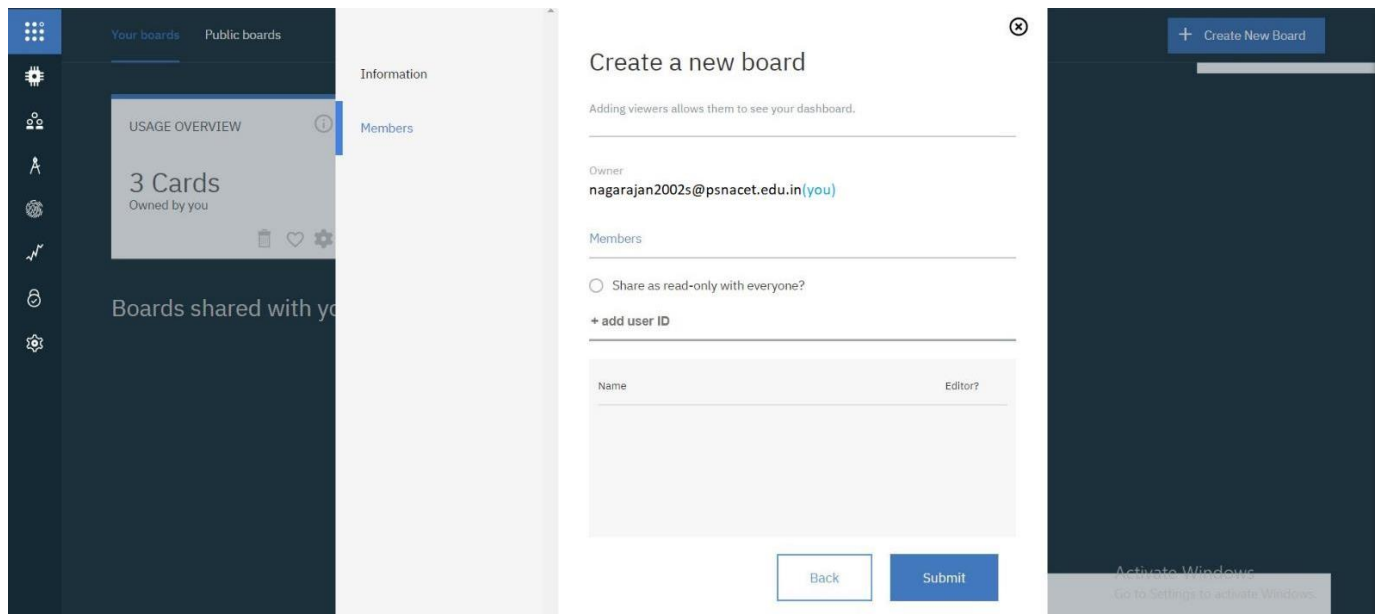 Your boards
Public boards
Create New Board
Information
Members
USAGE OVERVIEW
3 Cards
Owned by you
Boards shared with yo
Create a new board
Adding viewers allows them to see your dashboard.
Owner
nagarajan2002s@psnacet.edu.in(you)
Members
Share as read-only with everyone?
+ add user ID
Name
Editor?
Back
Submit
Activate Windows
Go to Settings to activate Windows.